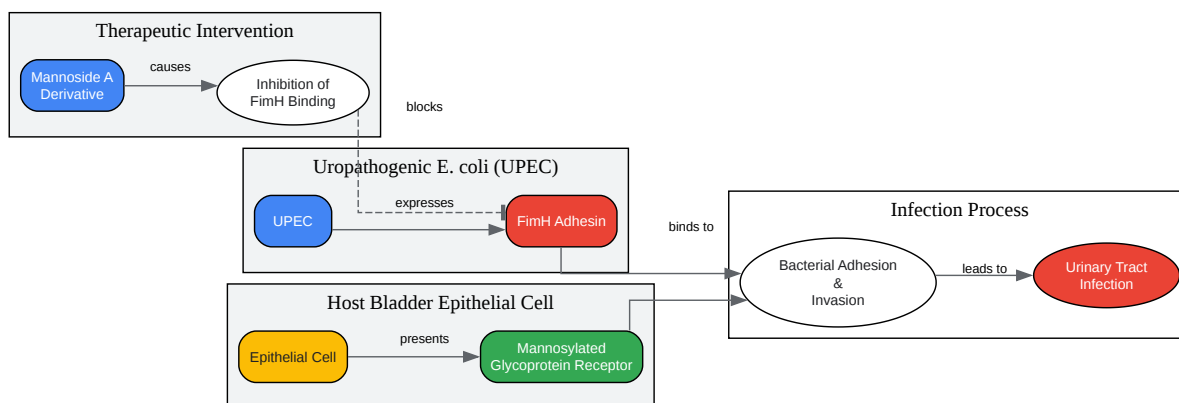 Therapeutic Intervention
Mannoside A
Derivative
causes
Inhibition of
FimH Binding
blocks
Uropathogenic E. coli (UPEC)
UPEC
expresses
FimH Adhesin
binds to
Host Bladder Epithelial Cell
Epithelial Cell
presents
Mannosylated
Glycoprotein Receptor
Infection Process
Bacterial Adhesion
&
Invasion
leads to
Urinary Tract
Infection